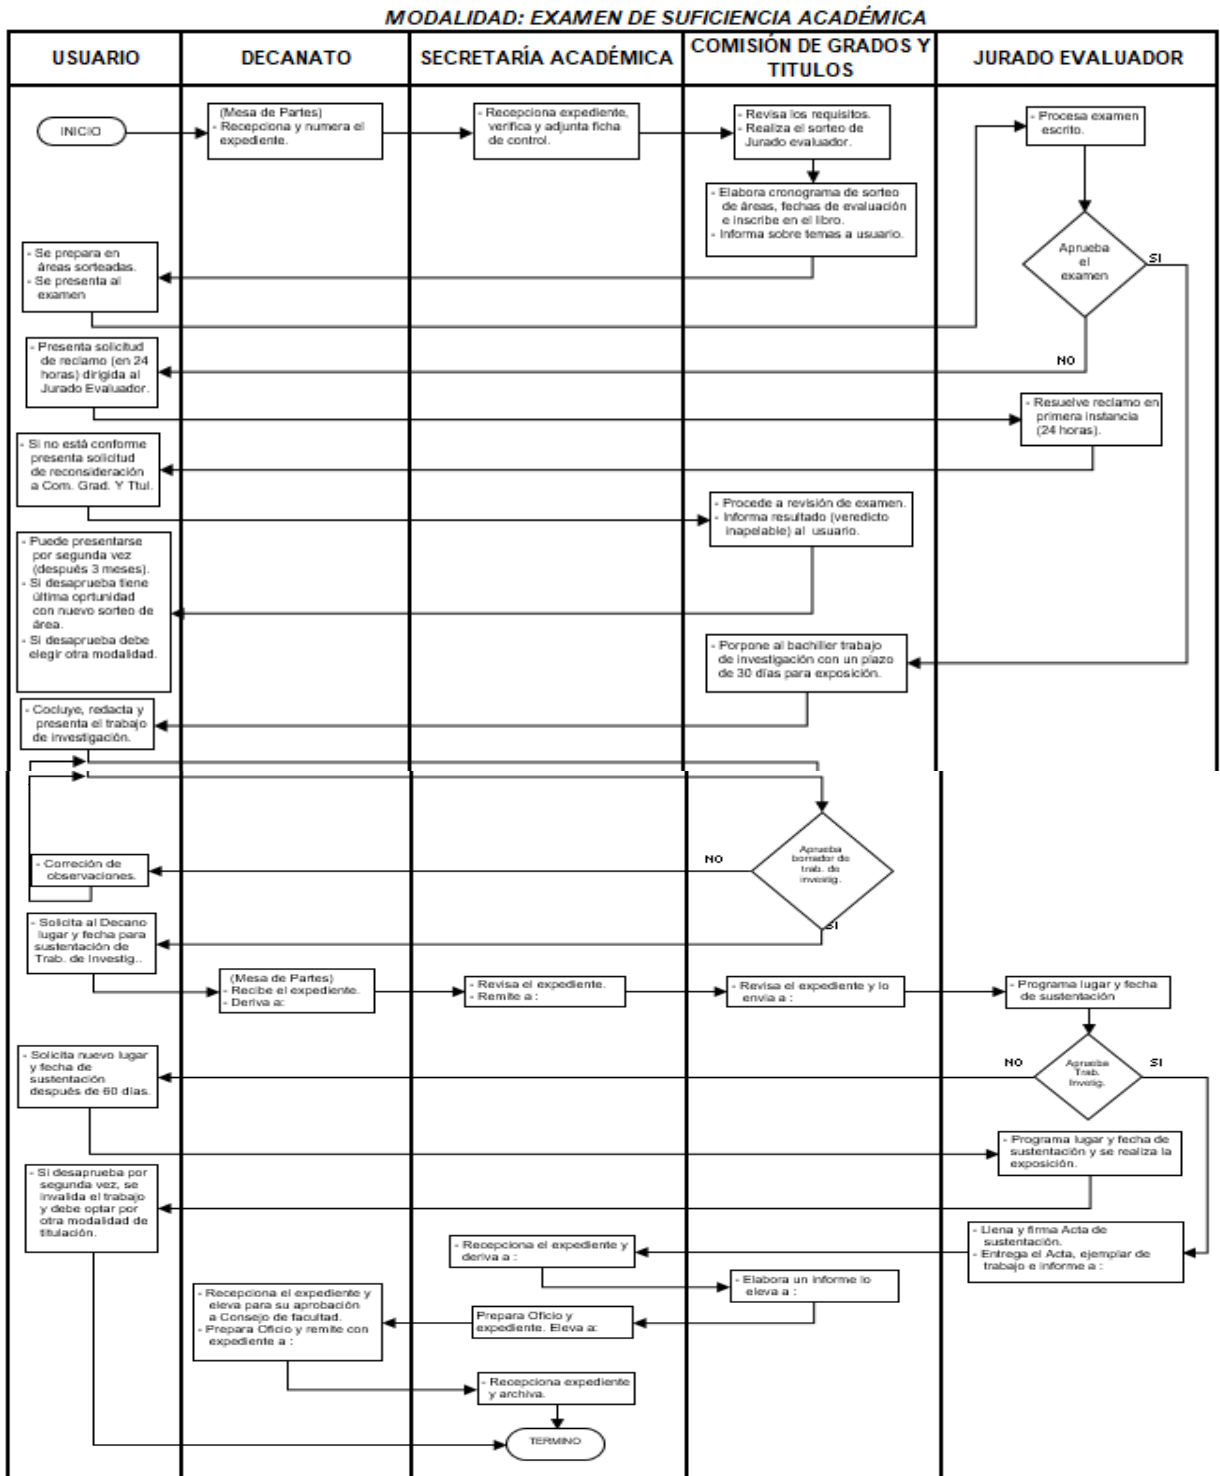 MODALIDAD: EXAMEN DE SUFICIENCIA ACADÉMICA
USUARIO
DECANATO
SECRETARÍA ACADÉMICA
COMISIÓN DE GRADOS Y
TITULOS
JURADO EVALUADOR
INICIO
(Mesa de Partes)
- Recepciona y numera el
expediente.
- Recepciona expediente,
verifica y adjunta ficha
de control.
- Revisa los requisitos.
- Realiza el sorteo de
Jurado evaluador.
- Procesa examen
escrito.
- Elabora cronograma de sorteo
de áreas, fechas de evaluación
e inscribe en el libro.
- Informa sobre temas a usuario.
Aprueba
el
examen
SI
- Se prepara en
áreas sorteadas.
- Se presenta al
examen
NO
- Presenta solicitud
de reclamo (en 24
horas) dirigida al
Jurado Evaluador.
- Resuelve reclamo en
primera instancia
(24 horas).
- Si no está conforme
presenta solicitud
de reconsideración
a Com. Grad. Y Ttul.
- Procede a revisión de examen.
- Informa resultado (veredicto
inapelable) al usuario.
- Puede presentarse
por segunda vez
(después 3 meses).
- Si desaprueba tiene
última oprtunidad
con nuevo sorteo de
área.
- Si desaprueba debe
elegir otra modalidad.
- Porpone al bachiller trabajo
de investigación con un plazo
de 30 días para exposición.
- Cocluye, redacta y
presenta el trabajo
de investigación.
Aprueba
borrador de
trab. de
investig.
NO
SI
- Correción de
observaciones.
- Solicita al Decano
lugar y fecha para
sustentación de
Trab. de Investig..
(Mesa de Partes)
- Recibe el expediente.
- Deriva a:
- Revisa el expediente.
- Remite a :
- Revisa el expediente y lo
envia a :
- Programa lugar y fecha
de sustentación
Aprueba
Trab.
Investig.
NO
SI
- Solicita nuevo lugar
y fecha de
sustentación
después de 60 días.
- Programa lugar y fecha de
sustentación y se realiza la
exposición.
- Si desaprueba por
segunda vez, se
invalida el trabajo
y debe optar por
otra modalidad de
titulación.
- Llena y firma Acta de
sustentación.
- Entrega el Acta, ejemplar de
trabajo e informe a :
- Recepciona el expediente y
deriva a :
- Elabora un informe lo
eleva a :
- Recepciona el expediente y
eleva para su aprobación
a Consejo de facultad.
- Prepara Oficio y remite con
expediente a :
Prepara Oficio y
expediente. Eleva a:
- Recepciona expediente
y archiva.
TERMINO